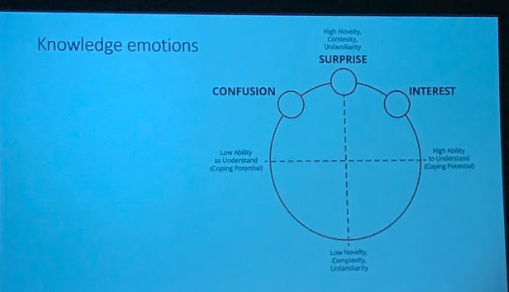 Knowledge emotions
High Novelty,
Comlexity,
Unfamiliarity
SURPRISE
CONFUSION
INTEREST
Low Ability
to Understand
(Coping Potential)
High Ability
to Understand
(Coping Potential)
Low Novelty,
Complexity,
Unfamiliarity